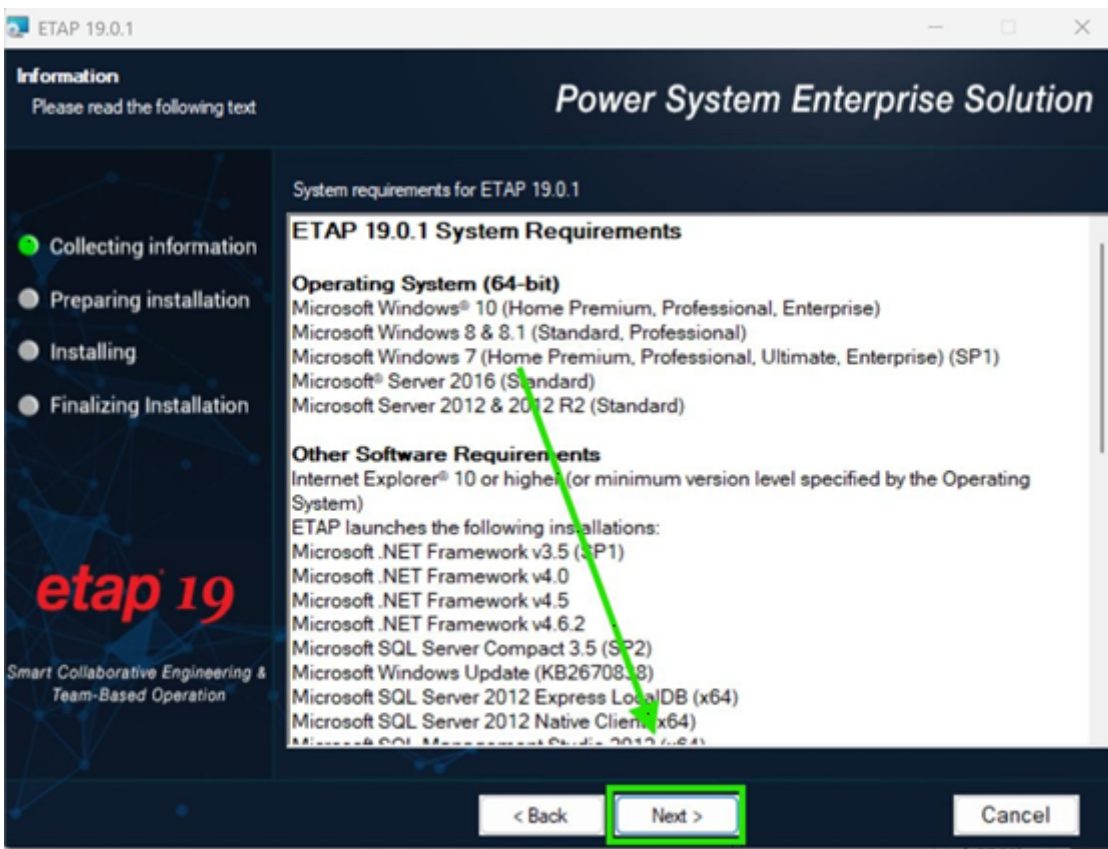 ETAP 19.0.1
Information
Please read the following text
Power System Enterprise Solution
System requirements for ETAP 19.0.1
Collecting information
Preparing installation
Installing
Finalizing Installation
etap 19
Smart Collaborative Engineering &
Team-Based Operation
ETAP 19.0.1 System Requirements
Operating System (64-bit)
Microsoft Windows® 10 (Home Premium, Professional, Enterprise)
Microsoft Windows 8 & 8.1 (Standard, Professional)
Microsoft Windows 7 (Home Premium, Professional, Ultimate, Enterprise) (SP1)
Microsoft® Server 2016 (Standard)
Microsoft Server 2012 & 2012 R2 (Standard)
Other Software Requirements
Internet Explorer® 10 or higher (or minimum version level specified by the Operating
System)
ETAP launches the following installations:
Microsoft .NET Framework v3.5 (SP1)
Microsoft .NET Framework v4.0
Microsoft .NET Framework v4.5
Microsoft .NET Framework v4.6.2
Microsoft SQL Server Compact 3.5 (SP2)
Microsoft Windows Update (KB2670838)
Microsoft SQL Server 2012 Express LocalDB (x64)
Microsoft SQL Server 2012 Native Client (x64)
Microsoft SQL Management Studio 2012 (x64)
< Back
Next >
Cancel